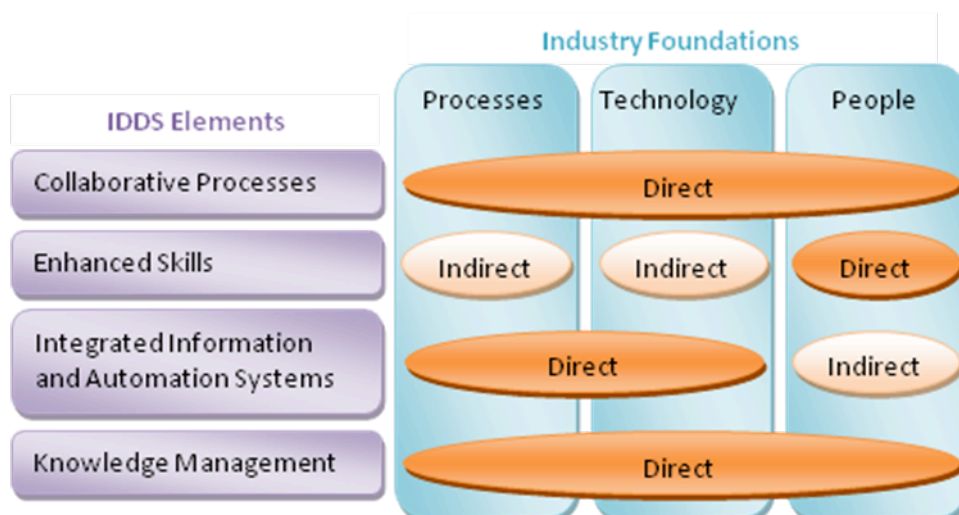 Industry Foundations
IDDS Elements
Processes
Technology
People
Collaborative Processes
Direct
Enhanced Skills
Indirect
Indirect
Direct
Integrated Information
and Automation Systems
Direct
Indirect
Knowledge Management
Direct